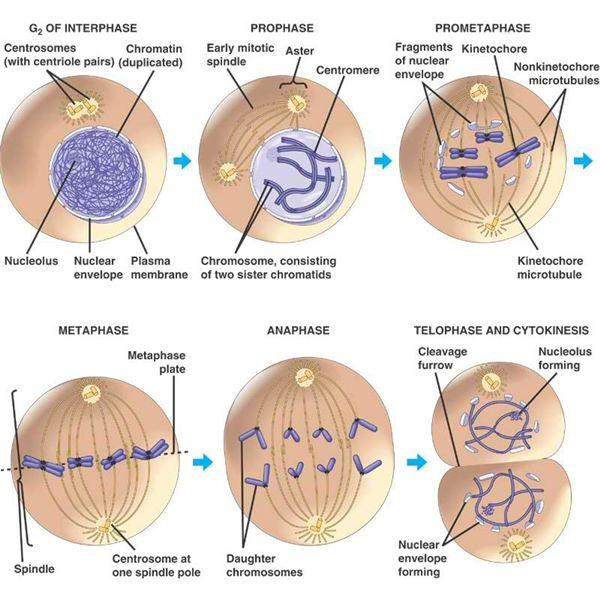 G₂ OF INTERPHASE
Centrosomes
(with centriole pairs)
Chromatin
(duplicated)
Nucleolus
Nuclear
envelope
Plasma
membrane
PROPHASE
Early mitotic
spindle
Aster
Centromere
Chromosome, consisting
of two sister chromatids
PROMETAPHASE
Fragments
of nuclear
envelope
Kinetochore
Nonkinetochore
microtubules
Kinetochore
microtubule
METAPHASE
Metaphase
plate
Spindle
Centrosome at
one spindle pole
ANAPHASE
Daughter
chromosomes
TELOPHASE AND CYTOKINESIS
Cleavage
furrow
Nucleolus
forming
Nuclear
envelope
forming